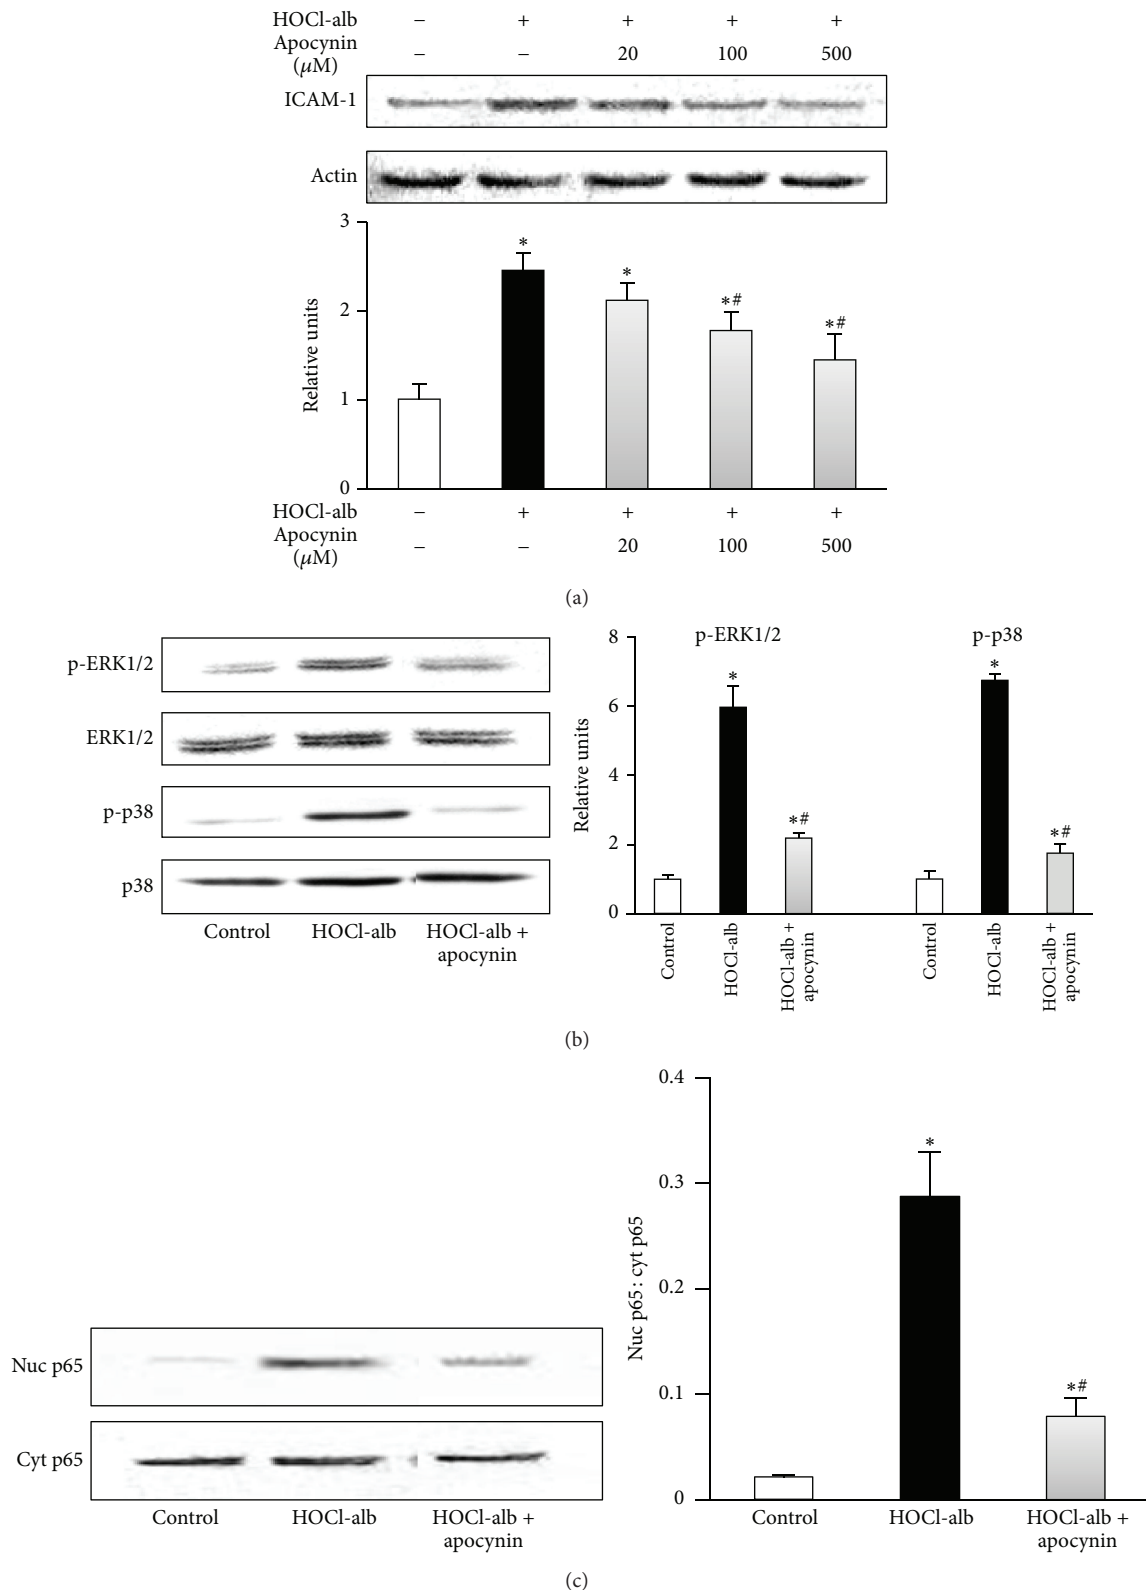 HOCl-alb − + + + +
Apocynin (μM) − − 20 100 500
ICAM-1
Actin
3
2
1
0
Relative units
* * *# *#
HOCl-alb − + + + +
Apocynin (μM) − − 20 100 500
(a)
p-ERK1/2
ERK1/2
p-p38
p38
Control HOCl-alb HOCl-alb + apocynin
8
6
4
2
0
Relative units
p-ERK1/2 p-p38
* *# * *#
Control HOCl-alb HOCl-alb + apocynin Control HOCl-alb HOCl-alb + apocynin
(b)
Nuc p65
Cyt p65
Control HOCl-alb HOCl-alb + apocynin
0.4
0.3
0.2
0.1
0
Nuc p65 : cyt p65
* *#
Control HOCl-alb HOCl-alb + apocynin
(c)